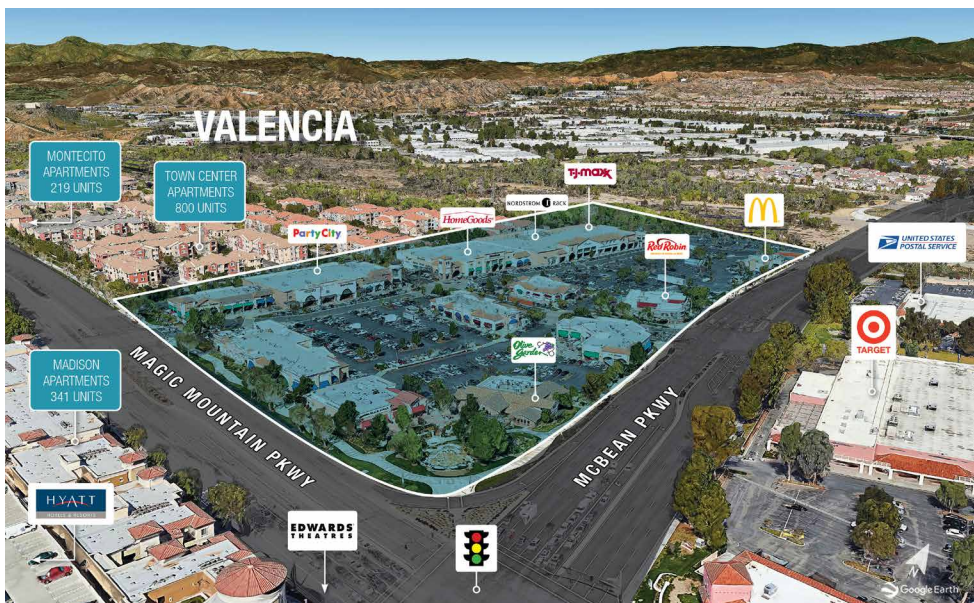 VALENCIA
MONTECITO
APARTMENTS
219 UNITS
TOWN CENTER
APARTMENTS
800 UNITS
PartyCity
HomeGoods
NORDSTROM RACK
T.J.maxx
Red Robin
UNITED STATES
POSTAL SERVICE
TARGET
Olive
Garden
MADISON
APARTMENTS
341 UNITS
MAGIC MOUNTAIN PKWY
MCBEAN PKWY
HYATT
HOTELS & RESORTS
EDWARDS
THEATRES
N
Google Earth